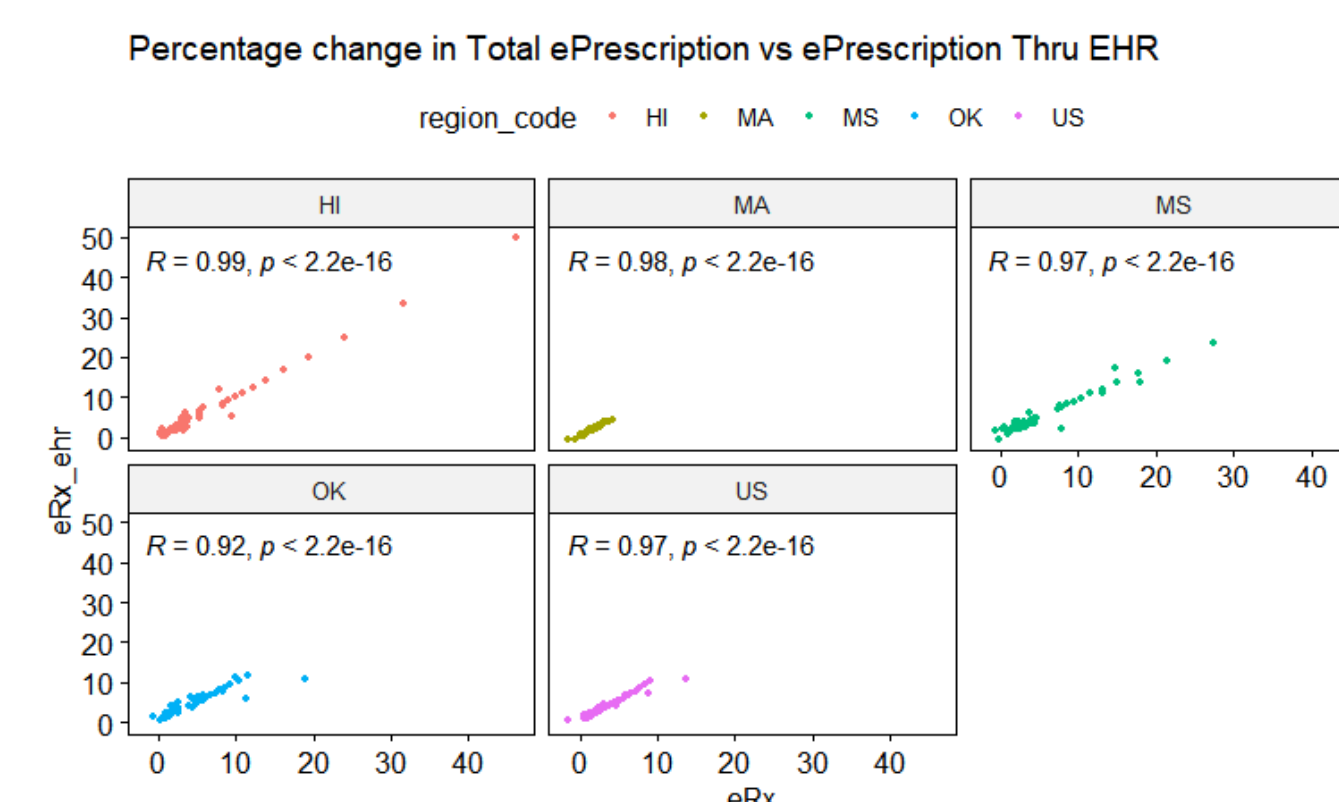 Percentage change in Total ePrescription vs ePrescription Thru EHR
region_code HI MA MS OK US
HI MA MS
50
40
30
20
10
0
R = 0.99, p < 2.2e-16
R = 0.98, p < 2.2e-16
R = 0.97, p < 2.2e-16
0 10 20 30 40
eRx_ehr
OK US
50
40
30
20
10
0
R = 0.92, p < 2.2e-16
R = 0.97, p < 2.2e-16
0 10 20 30 40
0 10 20 30 40
eRx